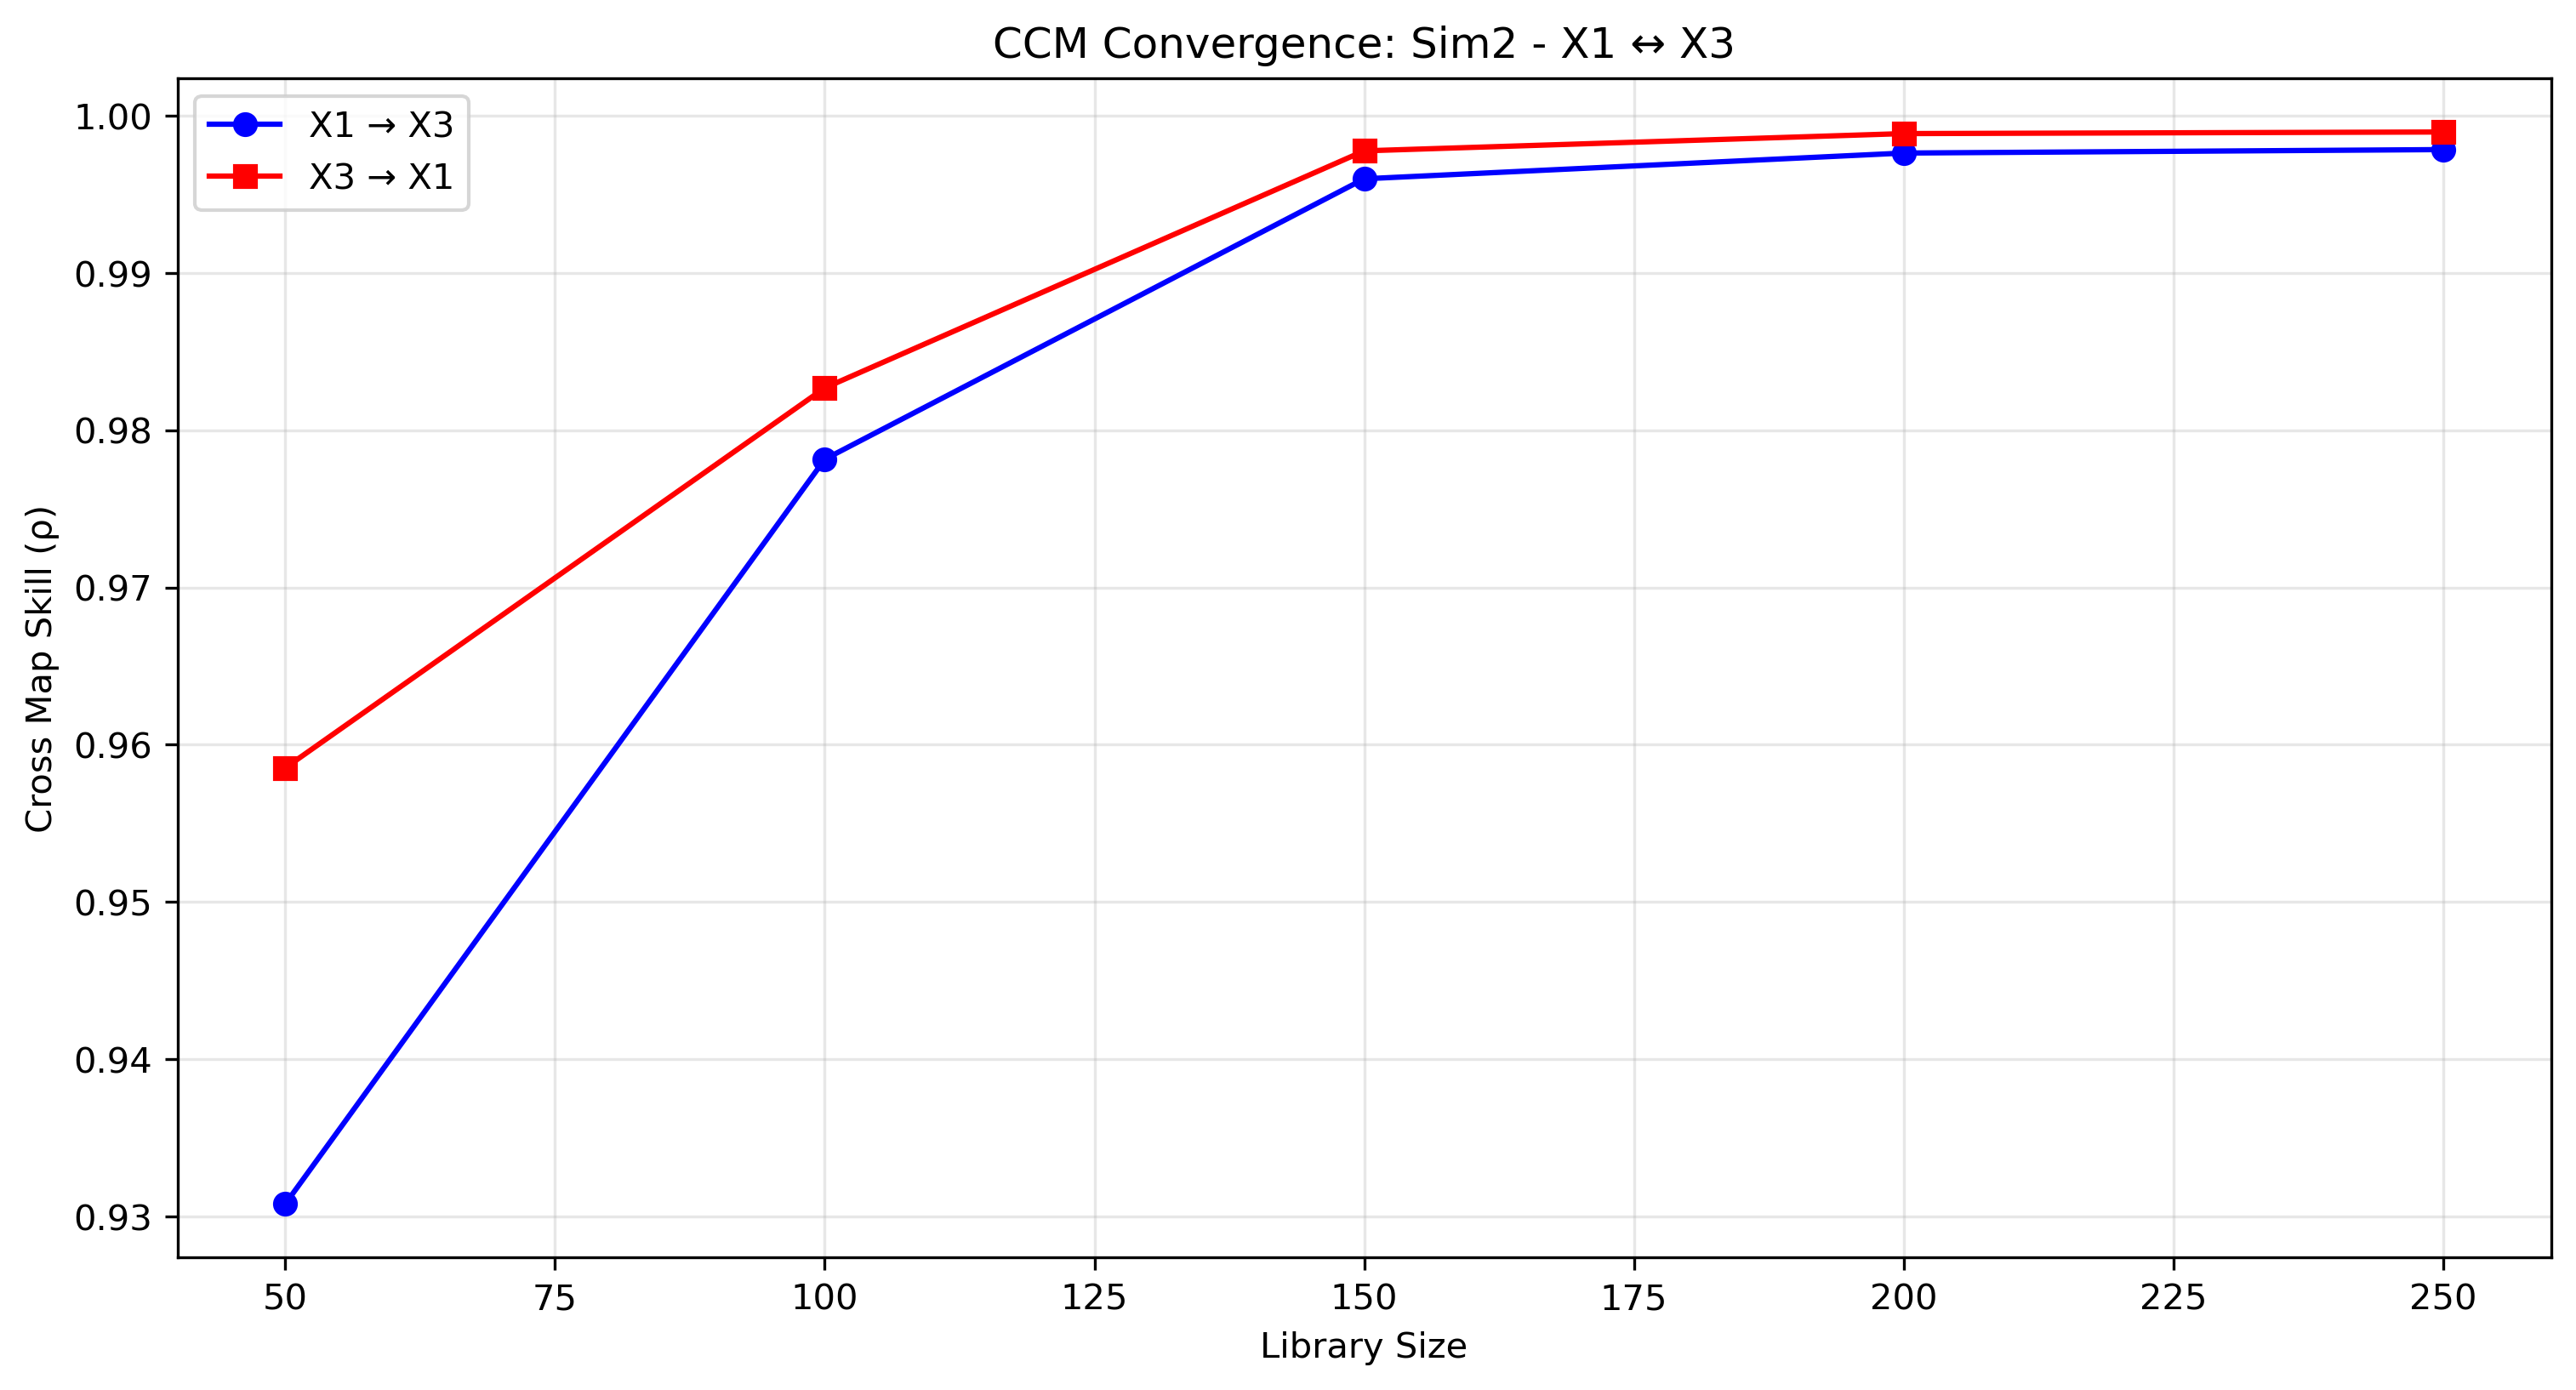 CCM Convergence: Sim2 - X1 ↔ X3
X1 → X3
X3 → X1
1.00
0.99
0.98
0.97
0.96
0.95
0.94
0.93
Cross Map Skill (ρ)
50 75 100 125 150 175 200 225 250
Library Size